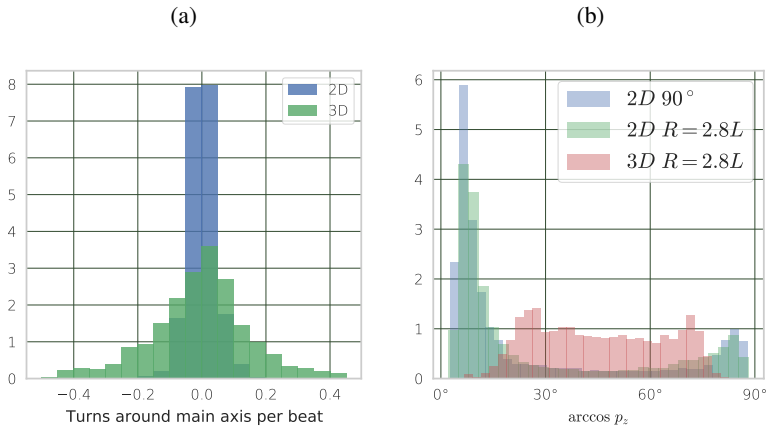 (a)
(b)
8
7
6
5
4
3
2
1
0
2D
3D
−0.4
−0.2
0.0
0.2
0.4
Turns around main axis per beat
6
5
4
3
2
1
0
2D 90°
2D R = 2.8L
3D R = 2.8L
0°
30°
60°
90°
arccos p_z